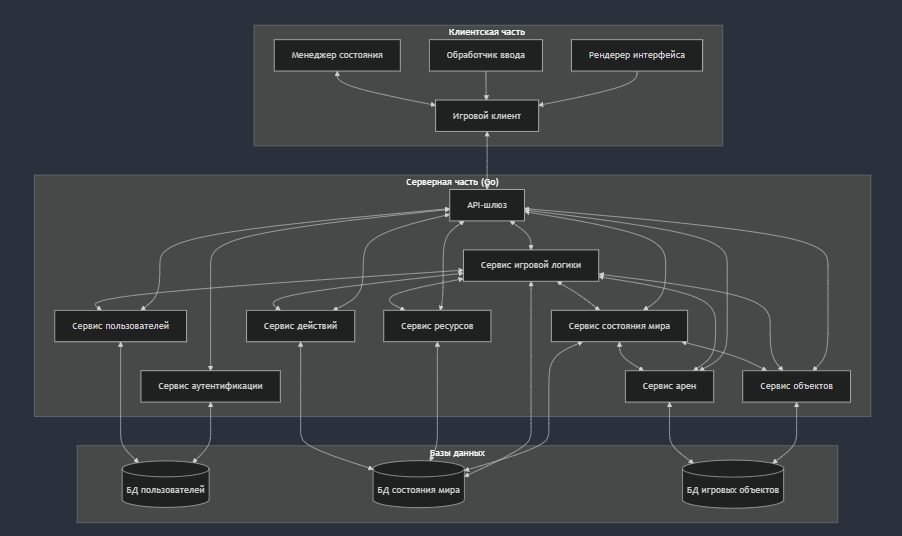 Клиентская часть
Менеджер состояния
Обработчик ввода
Рендерер интерфейса
Игровой клиент
Серверная часть (Go)
API-шлюз
Сервис игровой логики
Сервис пользователей
Сервис действий
Сервис ресурсов
Сервис состояния мира
Сервис аутентификации
Сервис арен
Сервис объектов
Базы данных
БД пользователей
БД состояния мира
БД игровых объектов